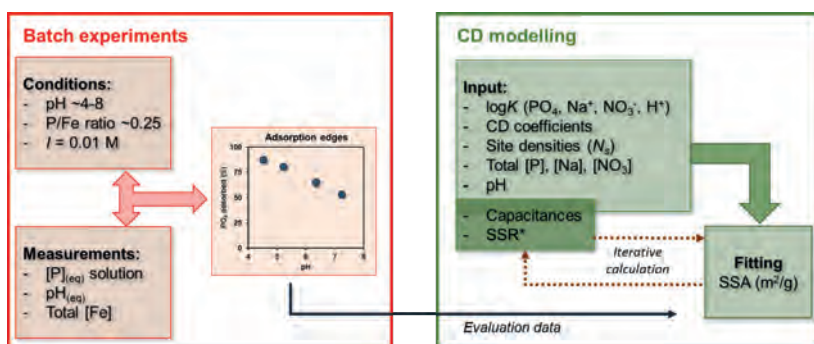 Batch experiments
Conditions:
- pH ~4-8
- P/Fe ratio ~0.25
- I = 0.01 M
Measurements:
- [P](eq) solution
- pH(eq)
- Total [Fe]
Adsorption edges
PO₄ adsorbed (%)
100
75
50
25
0
4 5 6 7 8
pH
CD modelling
Input:
- logK (PO₄, Na⁺, NO₃⁻, H⁺)
- CD coefficients
- Site densities (Nₛ)
- Total [P], [Na], [NO₃]
- pH
- Capacitances
- SSR*
Iterative
calculation
Fitting
SSA (m²/g)
Evaluation data